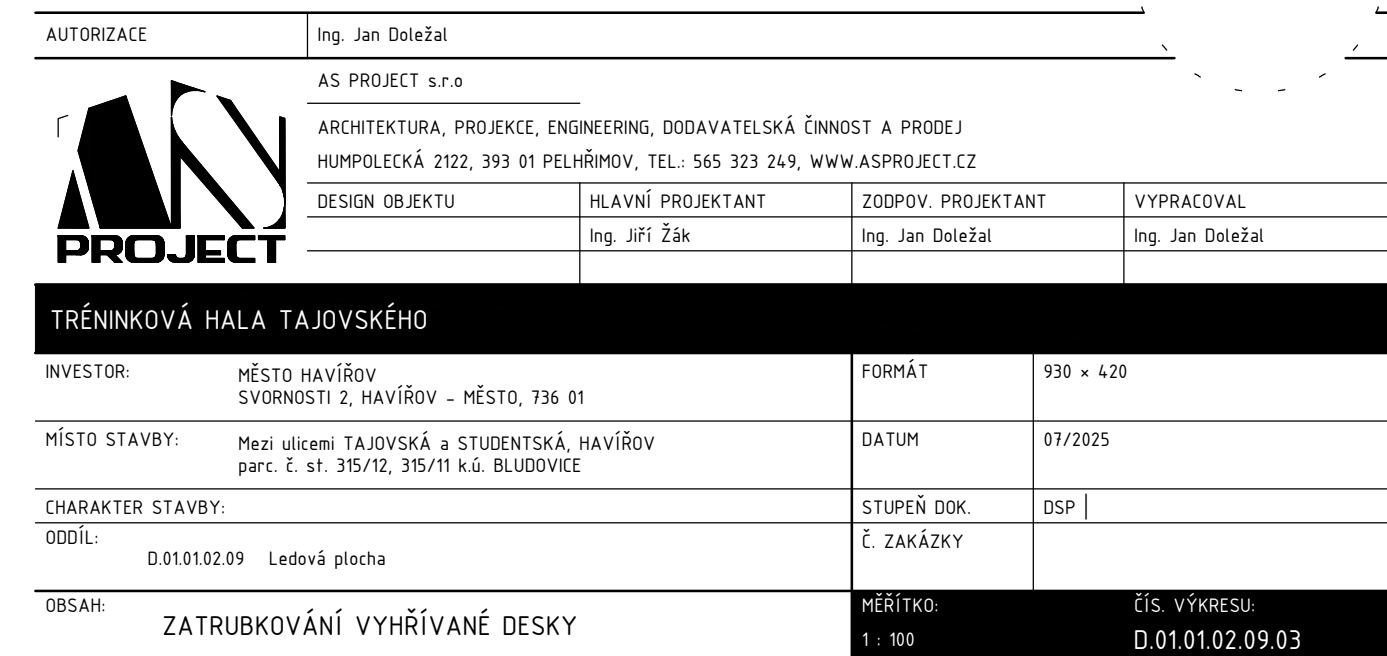 AUTORIZACE Ing. Jan Doležal
AS PROJECT s.r.o
ARCHITEKTURA, PROJEKCE, ENGINEERING, DODAVATELSKÁ ČINNOST A PRODEJ
HUMPOLECKÁ 2122, 393 01 PELHŘIMOV, TEL.: 565 323 249, WWW.ASPROJECT.CZ
PROJECT
DESIGN OBJEKTU HLAVNÍ PROJEKTANT ZODPOV. PROJEKTANT VYPRACOVAL
Ing. Jiří Žák Ing. Jan Doležal Ing. Jan Doležal
TRÉNINKOVÁ HALA TAJOVSKÉHO
INVESTOR: MĚSTO HAVÍŘOV
SVORNOSTI 2, HAVÍŘOV - MĚSTO, 736 01
FORMÁT 930 × 420
MÍSTO STAVBY: Mezi ulicemi TAJOVSKÁ a STUDENTSKÁ, HAVÍŘOV
parc. č. st. 315/12, 315/11 k.ú. BLUDOVICE
DATUM 07/2025
CHARAKTER STAVBY:
STUPEŇ DOK. DSP
ODDÍL:
D.01.01.02.09 Ledová plocha
Č. ZAKÁZKY
OBSAH: ZATRUBKOVÁNÍ VYHŘÍVANÉ DESKY
MĚŘÍTKO: ČÍS. VÝKRESU:
1 : 100 D.01.01.02.09.03